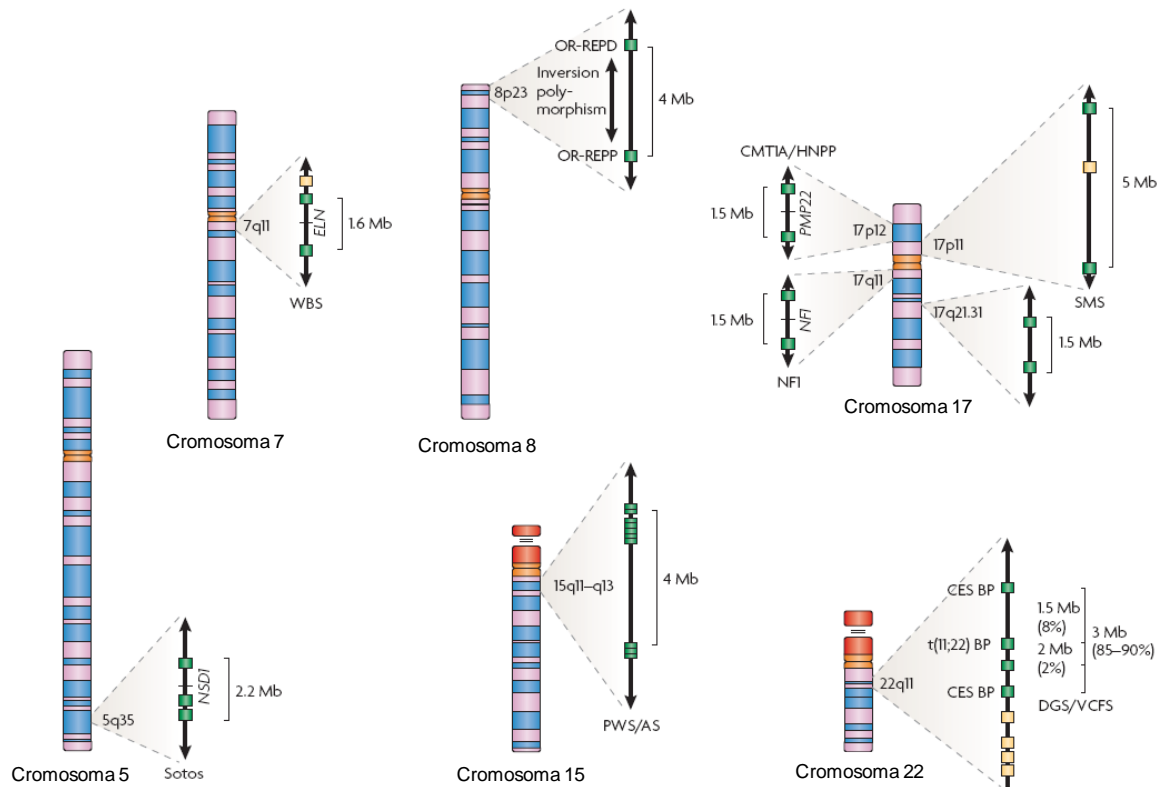 OR-REPD
Inversion
poly-
morphism
8p23
4 Mb
OR-REPP
Cromosoma 8
7q11
ELN
1.6 Mb
WBS
Cromosoma 7
CMT1A/HNPP
1.5 Mb
PMP22
17p12
17p11
5 Mb
SMS
17q11
1.5 Mb
NF1
NF1
17q21.31
1.5 Mb
Cromosoma 17
5q35
NSD1
2.2 Mb
Sotos
Cromosoma 5
15q11–q13
4 Mb
PWS/AS
Cromosoma 15
22q11
CES BP
t(11;22) BP
CES BP
1.5 Mb
(8%)
2 Mb
(2%)
3 Mb
(85–90%)
DGS/VCFS
Cromosoma 22